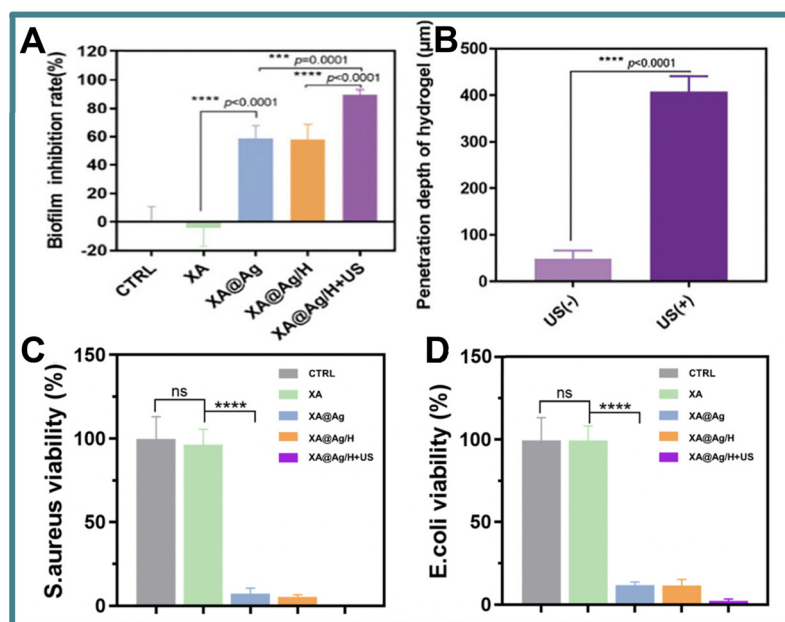 A
Biofilm inhibition rate(%)
120
100
80
60
40
20
0
-20
*** p=0.0001
**** p<0.0001
**** p<0.0001
CTRL
XA
XA@Ag
XA@Ag/H
XA@Ag/H+US
B
Penetration depth of hydrogel (μm)
500
400
300
200
100
0
**** p<0.0001
US(-)
US(+)
C
S.aureus viability (%)
150
100
50
0
ns
****
CTRL
XA
XA@Ag
XA@Ag/H
XA@Ag/H+US
D
E.coli viability (%)
150
100
50
0
ns
****
CTRL
XA
XA@Ag
XA@Ag/H
XA@Ag/H+US